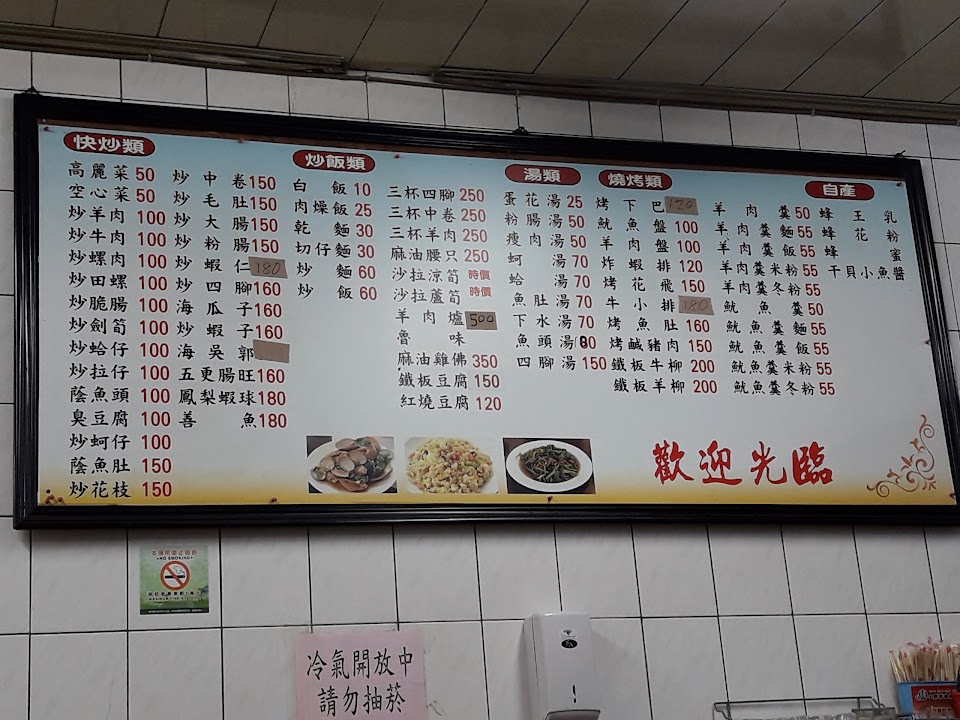 快炒類
高麗菜 50
空心菜 50
炒羊肉 100
炒牛肉 100
炒螺肉 100
炒田螺 100
炒脆腸 100
炒劍筍 100
炒蛤仔 100
炒拉仔 100
蔭魚頭 100
臭豆腐 100
炒蚵仔 100
蔭魚肚 150
炒花枝 150
炒中卷 150
炒毛肚 150
炒大腸 150
炒粉腸 150
炒蝦仁 180
炒四腳 160
海瓜子 160
炒蝦子 160
海吳郭
五更腸旺 160
鳳梨蝦球 180
善魚 180
炒飯類
白飯 10
肉燥飯 25
乾麵 30
切仔麵 30
炒麵 60
炒飯 60
三杯四腳 250
三杯中卷 250
三杯羊肉 250
麻油腰只 250
沙拉涼筍 時價
沙拉蘆筍 時價
羊肉爐 500
魯味
麻油雞佛 350
鐵板豆腐 150
紅燒豆腐 120
湯類
蛋花湯 25
粉腸湯 50
瘦肉湯 50
蚵湯 70
蛤湯 70
魚肚湯 70
下水湯 70
魚頭湯
四腳湯 150
燒烤類
烤下巴 120
魷魚盤 100
羊肉盤 100
炸蝦排 120
烤花飛 150
牛小排 180
烤魚肚 160
烤鹹豬肉 150
鐵板牛柳 200
鐵板羊柳 200
羊肉羹 50
羊肉羹麵 55
羊肉羹飯 55
羊肉羹米粉 55
羊肉羹冬粉 55
魷魚羹 50
魷魚羹麵 55
魷魚羹飯 55
魷魚羹米粉 55
魷魚羹冬粉 55
自產
蜂王乳
蜂花粉
蜂蜜
干貝小魚醬
歡迎光臨
NO SMOKING
冷氣開放中
請勿抽菸